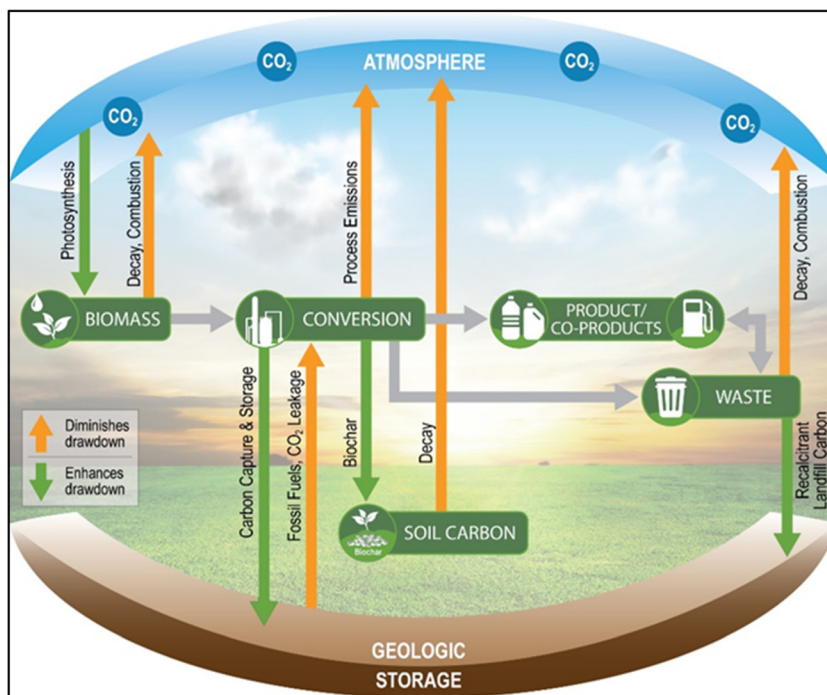 CO₂
CO₂
ATMOSPHERE
CO₂
CO₂
Photosynthesis
Decay, Combustion
Process Emissions
Decay, Combustion
BIOMASS
CONVERSION
PRODUCT/
CO-PRODUCTS
WASTE
Diminishes
drawdown
Enhances
drawdown
Carbon Capture & Storage
Fossil Fuels, CO₂ Leakage
Biochar
Decay
Recalcitrant
Landfill Carbon
Biochar
SOIL CARBON
GEOLOGIC
STORAGE